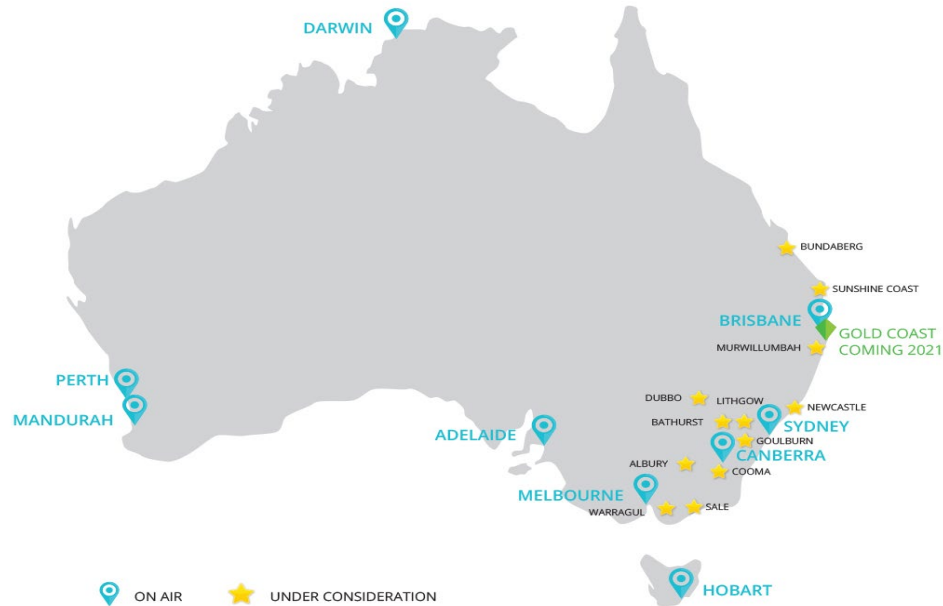 DARWIN
BUNDABERG
SUNSHINE COAST
BRISBANE
GOLD COAST
COMING 2021
MURWILLUMBAH
PERTH
MANDURAH
DUBBO
LITHGOW
NEWCASTLE
BATHURST
SYDNEY
ADELAIDE
GOULBURN
CANBERRA
ALBURY
COOMA
MELBOURNE
WARRAGUL
SALE
HOBART
ON AIR
UNDER CONSIDERATION